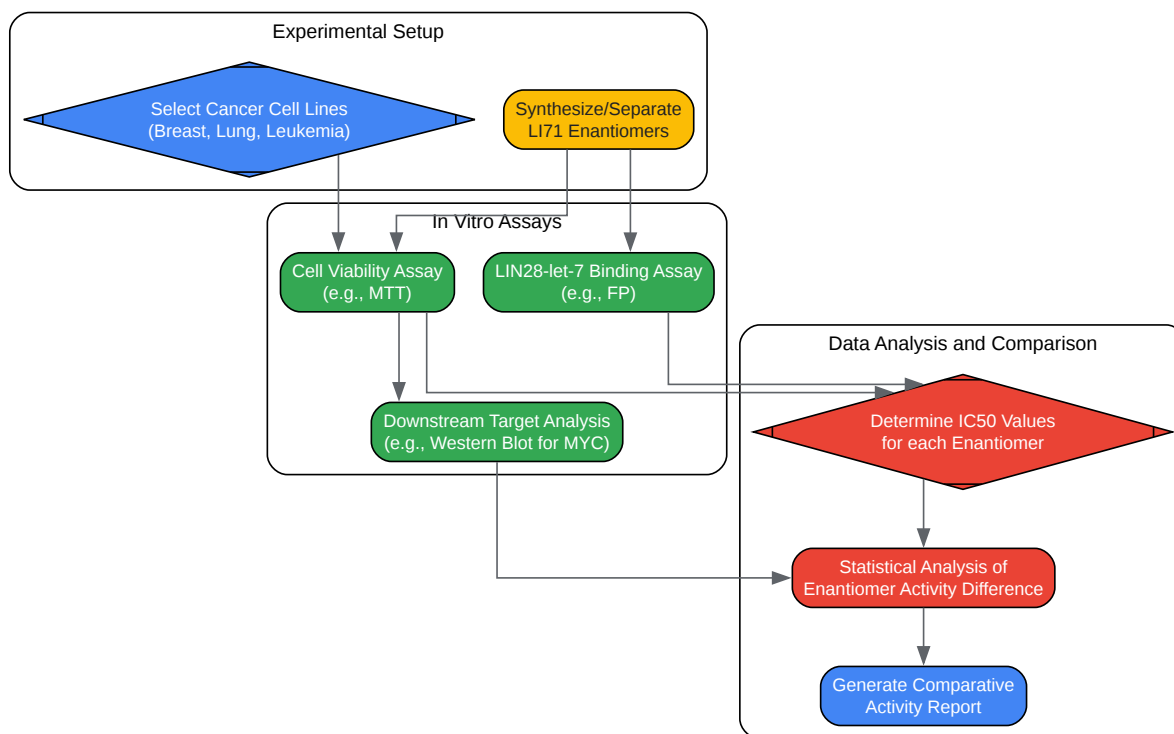 Experimental Setup
Select Cancer Cell Lines
(Breast, Lung, Leukemia)
Synthesize/Separate
LI71 Enantiomers
In Vitro Assays
Cell Viability Assay
(e.g., MTT)
LIN28-let-7 Binding Assay
(e.g., FP)
Downstream Target Analysis
(e.g., Western Blot for MYC)
Data Analysis and Comparison
Determine IC50 Values
for each Enantiomer
Statistical Analysis of
Enantiomer Activity Difference
Generate Comparative
Activity Report